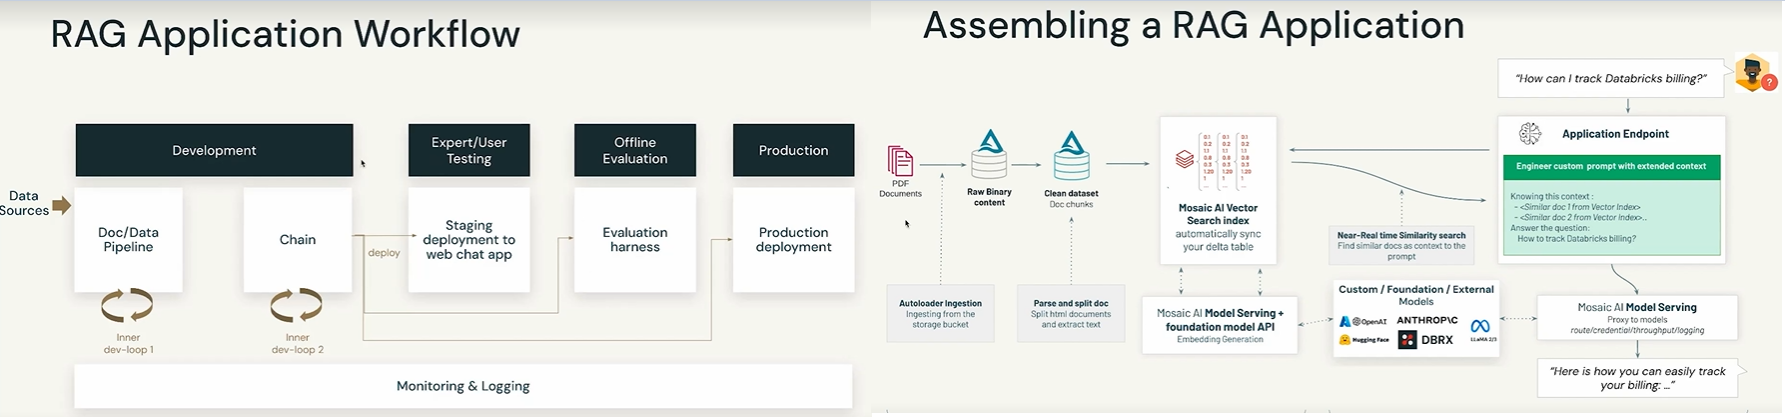 RAG Application Workflow
Development
Expert/User
Testing
Offline
Evaluation
Production
Data
Sources
Doc/Data
Pipeline
Chain
deploy
Staging
deployment to
web chat app
Evaluation
harness
Production
deployment
Inner
dev-loop 1
Inner
dev-loop 2
Monitoring & Logging
Assembling a RAG Application
"How can I track Databricks billing?"
?
PDF
Documents
Raw Binary
content
Clean dataset
Doc chunks
Mosaic AI Vector
Search index
automatically sync
your delta table
Application Endpoint
Engineer custom prompt with extended context
Knowing this context :
- <Similar doc 1 from Vector Index>
- <Similar doc 2 from Vector Index>..
Answer the question:
How to track Databricks billing?
Near-Real time Similarity search
Find similar docs as context to the
prompt
Autoloader Ingestion
Ingesting from the
storage bucket
Parse and split doc
Split html documents
and extract text
Mosaic AI Model Serving +
foundation model API
Embedding Generation
Custom / Foundation / External
Models
OpenAI
ANTHROP\C
Hugging Face
DBRX
LLaMA 2/3
Mosaic AI Model Serving
Proxy to models
route/credential/throughput/logging
"Here is how you can easily track
your billing: ..."